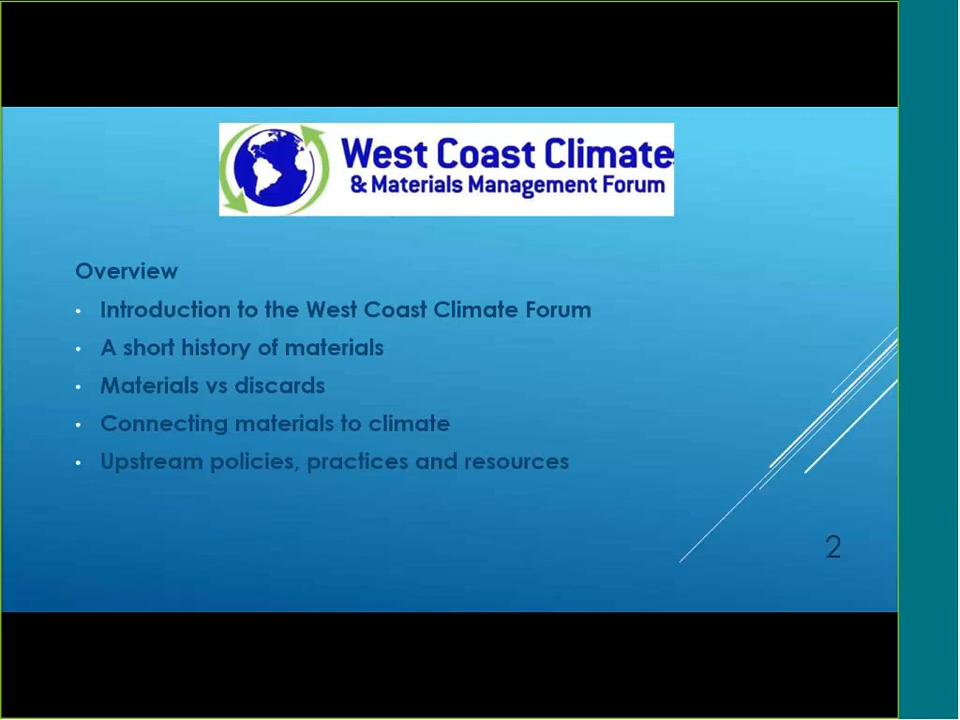 West Coast Climate
& Materials Management Forum
Overview
• Introduction to the West Coast Climate Forum
• A short history of materials
• Materials vs discards
• Connecting materials to climate
• Upstream policies, practices and resources
2